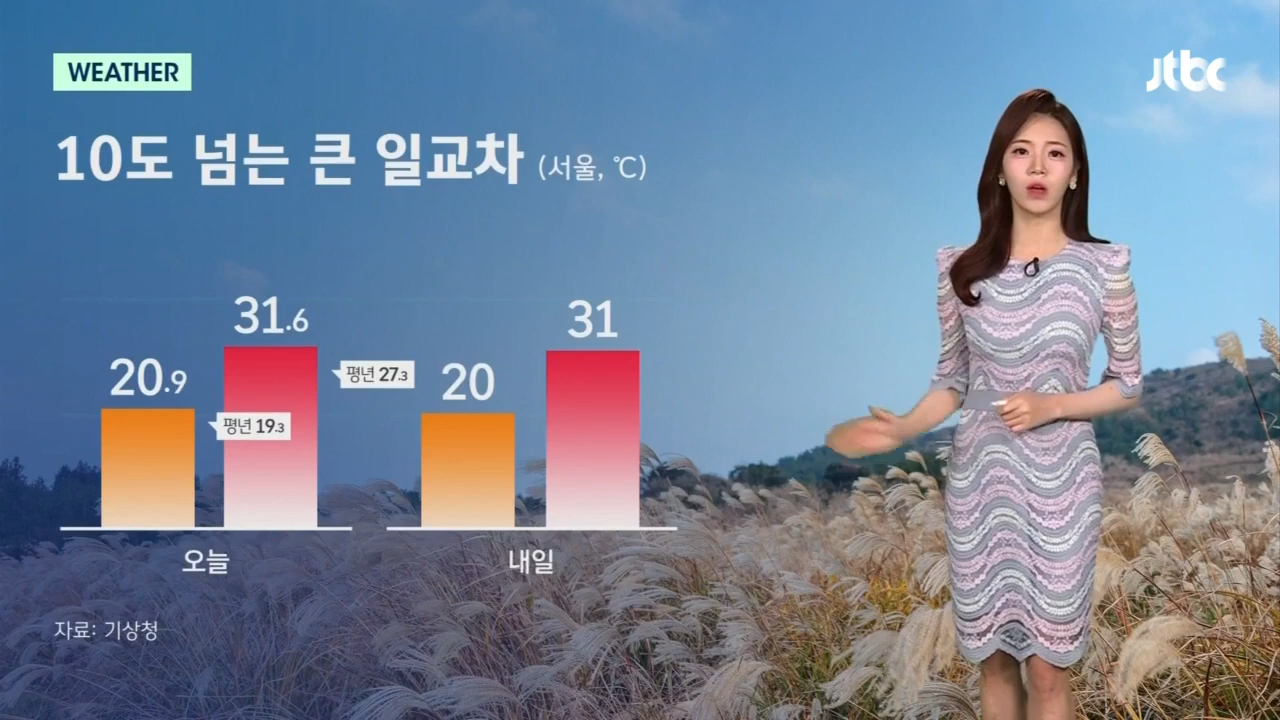 WEATHER
jtbc
10도 넘는 큰 일교차 (서울, ℃)
31.6
31
20.9
평년 27.3
20
평년 19.3
오늘
내일
자료: 기상청